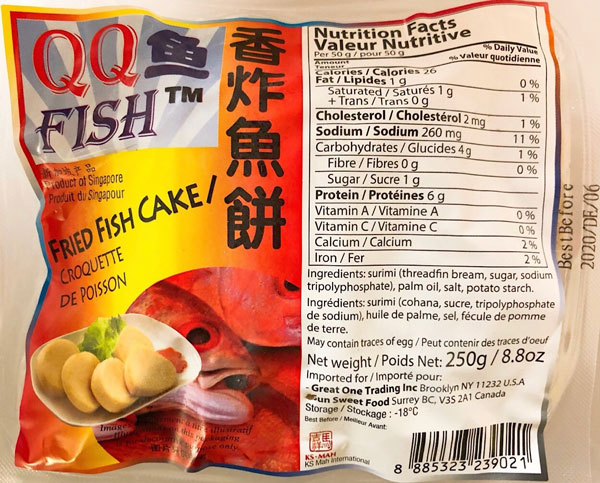 QQ魚
FISH™
香炸魚餅
Product of Singapore
Produit du Singapour
FRIED FISH CAKE /
CROQUETTE
DE POISSON
Nutrition Facts
Valeur Nutritive
Per 50 g / pour 50 g
% Daily Value
Amount
Teneur
% Valeur quotidienne
Calories / Calories 26
Fat / Lipides 1 g 0 %
Saturated / Saturés 1 g
+ Trans / Trans 0 g 1 %
Cholesterol / Cholestérol 2 mg 1 %
Sodium / Sodium 260 mg 11 %
Carbohydrates / Glucides 4 g 1 %
Fibre / Fibres 0 g 0 %
Sugar / Sucre 1 g
Protein / Protéines 6 g
Vitamin A / Vitamine A 0 %
Vitamin C / Vitamine C 0 %
Calcium / Calcium 2 %
Iron / Fer 2 %
Ingredients: surimi (threadfin bream, sugar, sodium
tripolyphosphate), palm oil, salt, potato starch.
Ingrédients: surimi (cohana, sucre, tripolyphosphate
de sodium), huile de palme, sel, fécule de pomme
de terre.
May contain traces of egg / Peut contenir des traces d'oeuf
Net weight / Poids Net: 250g / 8.8oz
Imported for / Importé pour:
- Great One Trading Inc Brooklyn NY 11232 U.S.A
Sun Sweet Food Surrey BC, V3S 2A1 Canada
Storage / Stockage : -18°C
Best Before / Meilleur Avant:
KS-MAH
KS Mah International
8 885323 239021
BestBefore
2020/DE/06